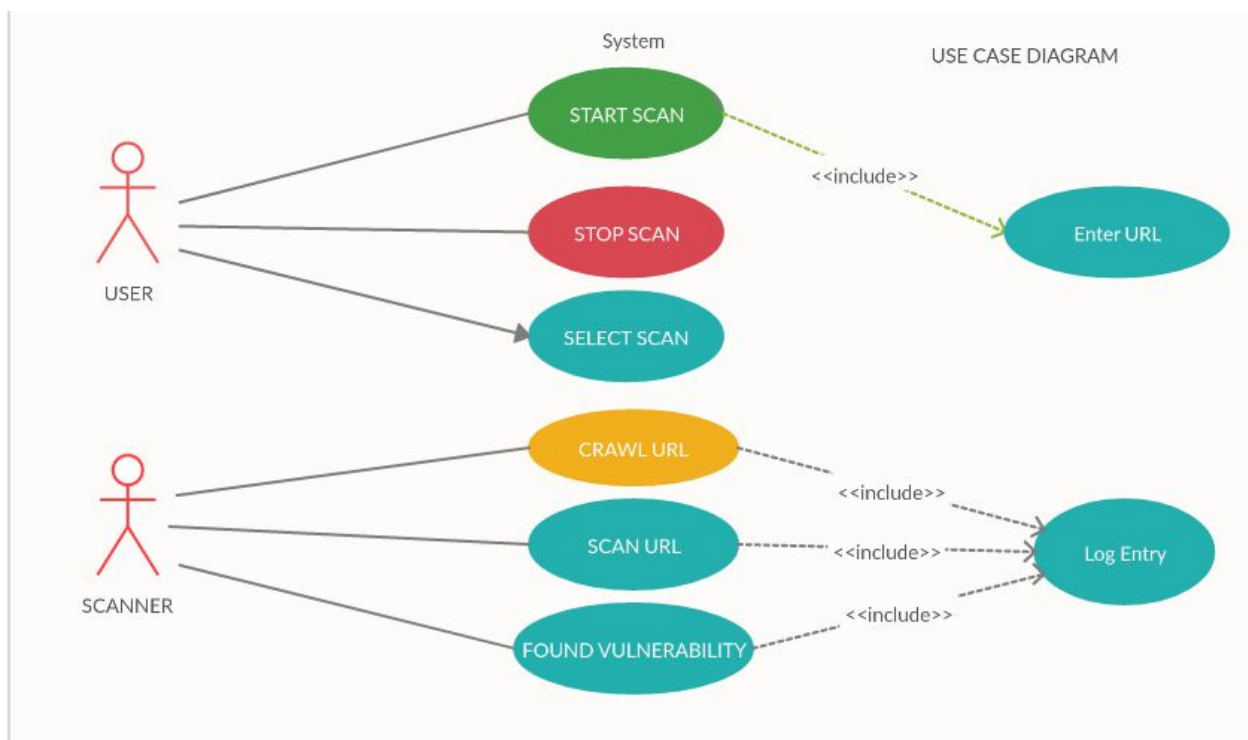 System
USE CASE DIAGRAM
START SCAN
<<include>>
STOP SCAN
Enter URL
USER
SELECT SCAN
CRAWL URL
<<include>>
SCAN URL
<<include>>
Log Entry
SCANNER
<<include>>
FOUND VULNERABILITY